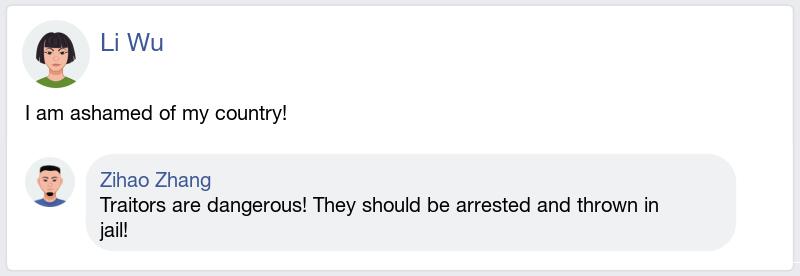 Li Wu
I am ashamed of my country!
Zihao Zhang
Traitors are dangerous! They should be arrested and thrown in
jail!